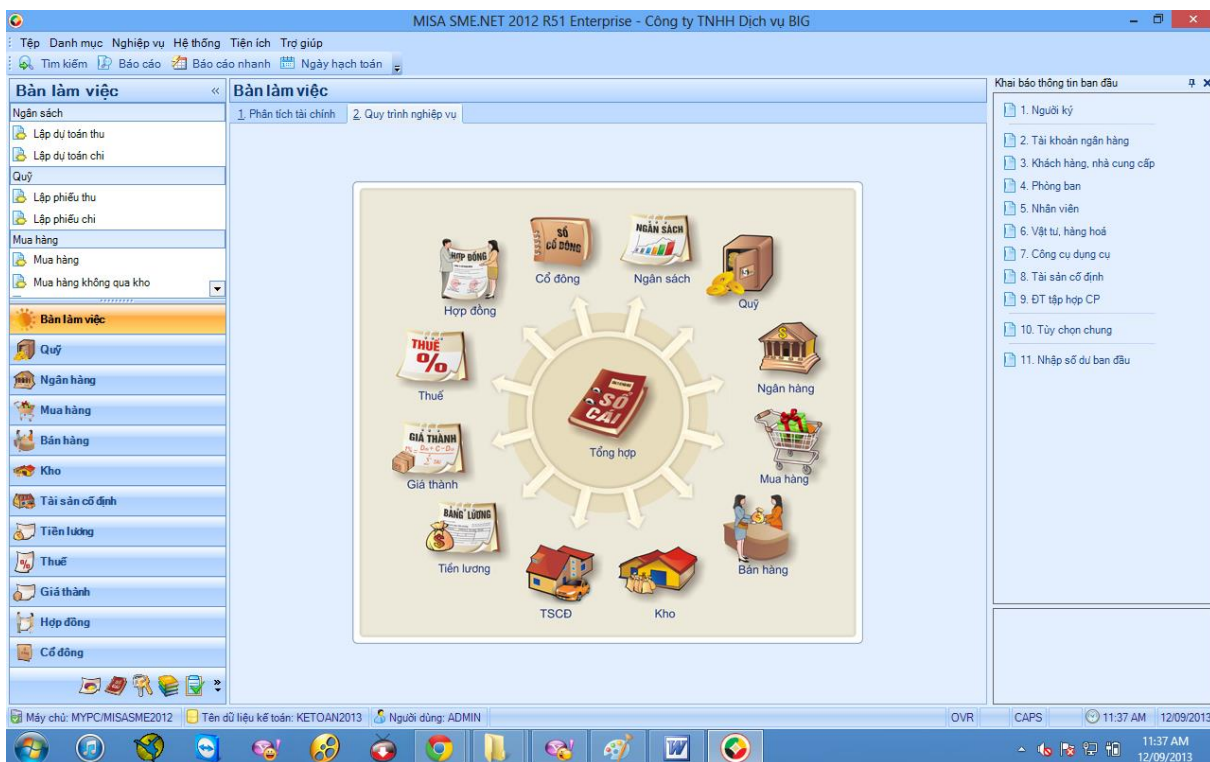 MISA SME.NET 2012 R51 Enterprise - Công ty TNHH Dịch vụ BIG
Tệp Danh mục Nghiệp vụ Hệ thống Tiện ích Trợ giúp
Tìm kiếm Báo cáo Báo cáo nhanh Ngày hạch toán
Bàn làm việc «
Ngân sách
Lập dự toán thu
Lập dự toán chi
Quỹ
Lập phiếu thu
Lập phiếu chi
Mua hàng
Mua hàng
Mua hàng không qua kho
Bàn làm việc
Quỹ
Ngân hàng
Mua hàng
Bán hàng
Kho
Tài sản cố định
Tiền lương
Thuế
Giá thành
Hợp đồng
Cổ đông
Bàn làm việc
1. Phân tích tài chính 2. Quy trình nghiệp vụ
HỢP ĐỒNG
Hợp đồng
SỔ
CỔ ĐÔNG
Cổ đông
NGÂN SÁCH
Ngân sách
Quỹ
THUẾ
%
Thuế
Ngân hàng
SỔ
CÁI
Tổng hợp
GIÁ THÀNH
Giá thành
Mua hàng
BẢNG LƯƠNG
Tiền lương
Bán hàng
TSCĐ
Kho
Khai báo thông tin ban đầu
1. Người ký
2. Tài khoản ngân hàng
3. Khách hàng, nhà cung cấp
4. Phòng ban
5. Nhân viên
6. Vật tư, hàng hoá
7. Công cụ dụng cụ
8. Tài sản cố định
9. ĐT tập hợp CP
10. Tùy chọn chung
11. Nhập số dư ban đầu
Máy chủ: MYPC/MISASME2012 Tên dữ liệu kế toán: KETOAN2013 Người dùng: ADMIN OVR CAPS 11:37 AM 12/09/2013
11:37 AM
12/09/2013